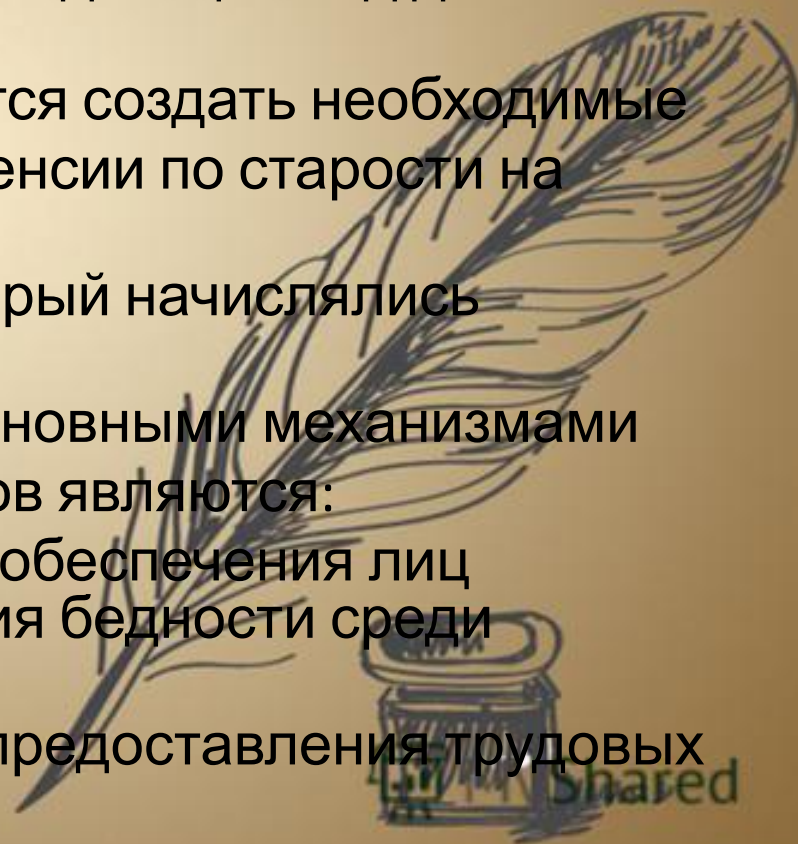 тся создать необходимые
енсии по старости на
рый начислялись
новными механизмами
ов являются:
обеспечения лиц
ия бедности среди
предоставления трудовых
Shared